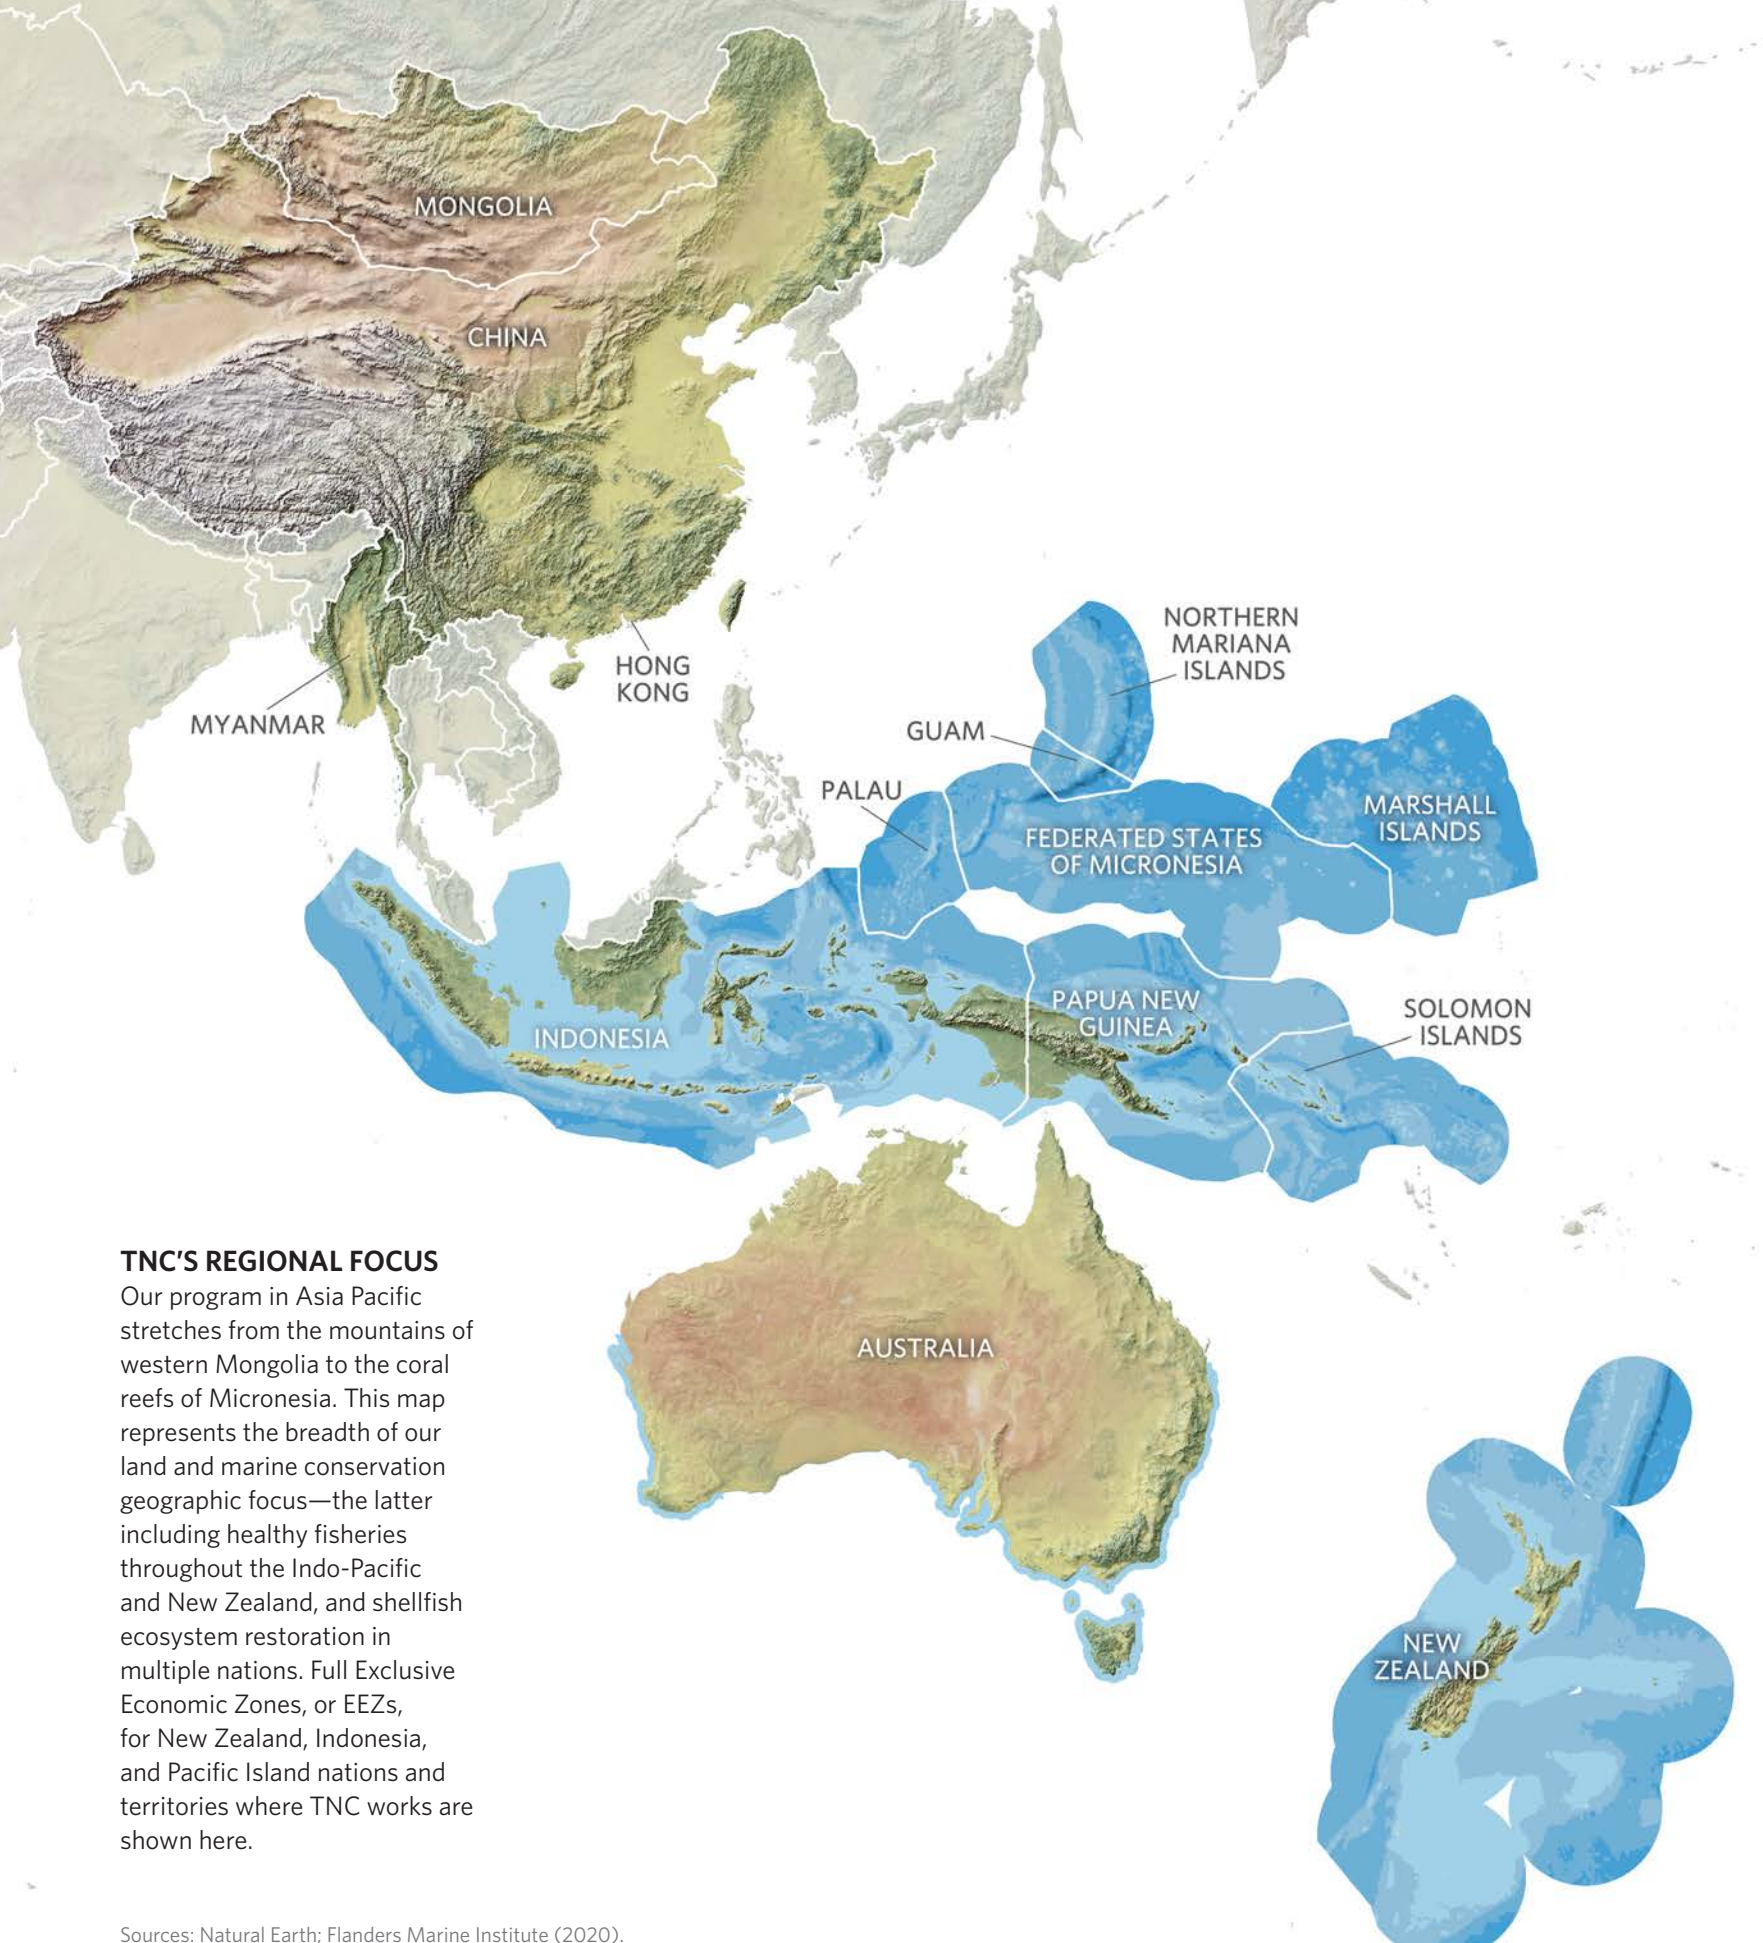 MONGOLIA
CHINA
HONG
KONG
MYANMAR
NORTHERN
MARIANA
ISLANDS
GUAM
PALAU
MARSHALL
ISLANDS
FEDERATED STATES
OF MICRONESIA
PAPUA NEW
GUINEA
SOLOMON
ISLANDS
INDONESIA
AUSTRALIA
NEW
ZEALAND
TNC'S REGIONAL FOCUS
Our program in Asia Pacific
stretches from the mountains of
western Mongolia to the coral
reefs of Micronesia. This map
represents the breadth of our
land and marine conservation
geographic focus—the latter
including healthy fisheries
throughout the Indo-Pacific
and New Zealand, and shellfish
ecosystem restoration in
multiple nations. Full Exclusive
Economic Zones, or EEZs,
for New Zealand, Indonesia,
and Pacific Island nations and
territories where TNC works are
shown here.
Sources: Natural Earth; Flanders Marine Institute (2020).